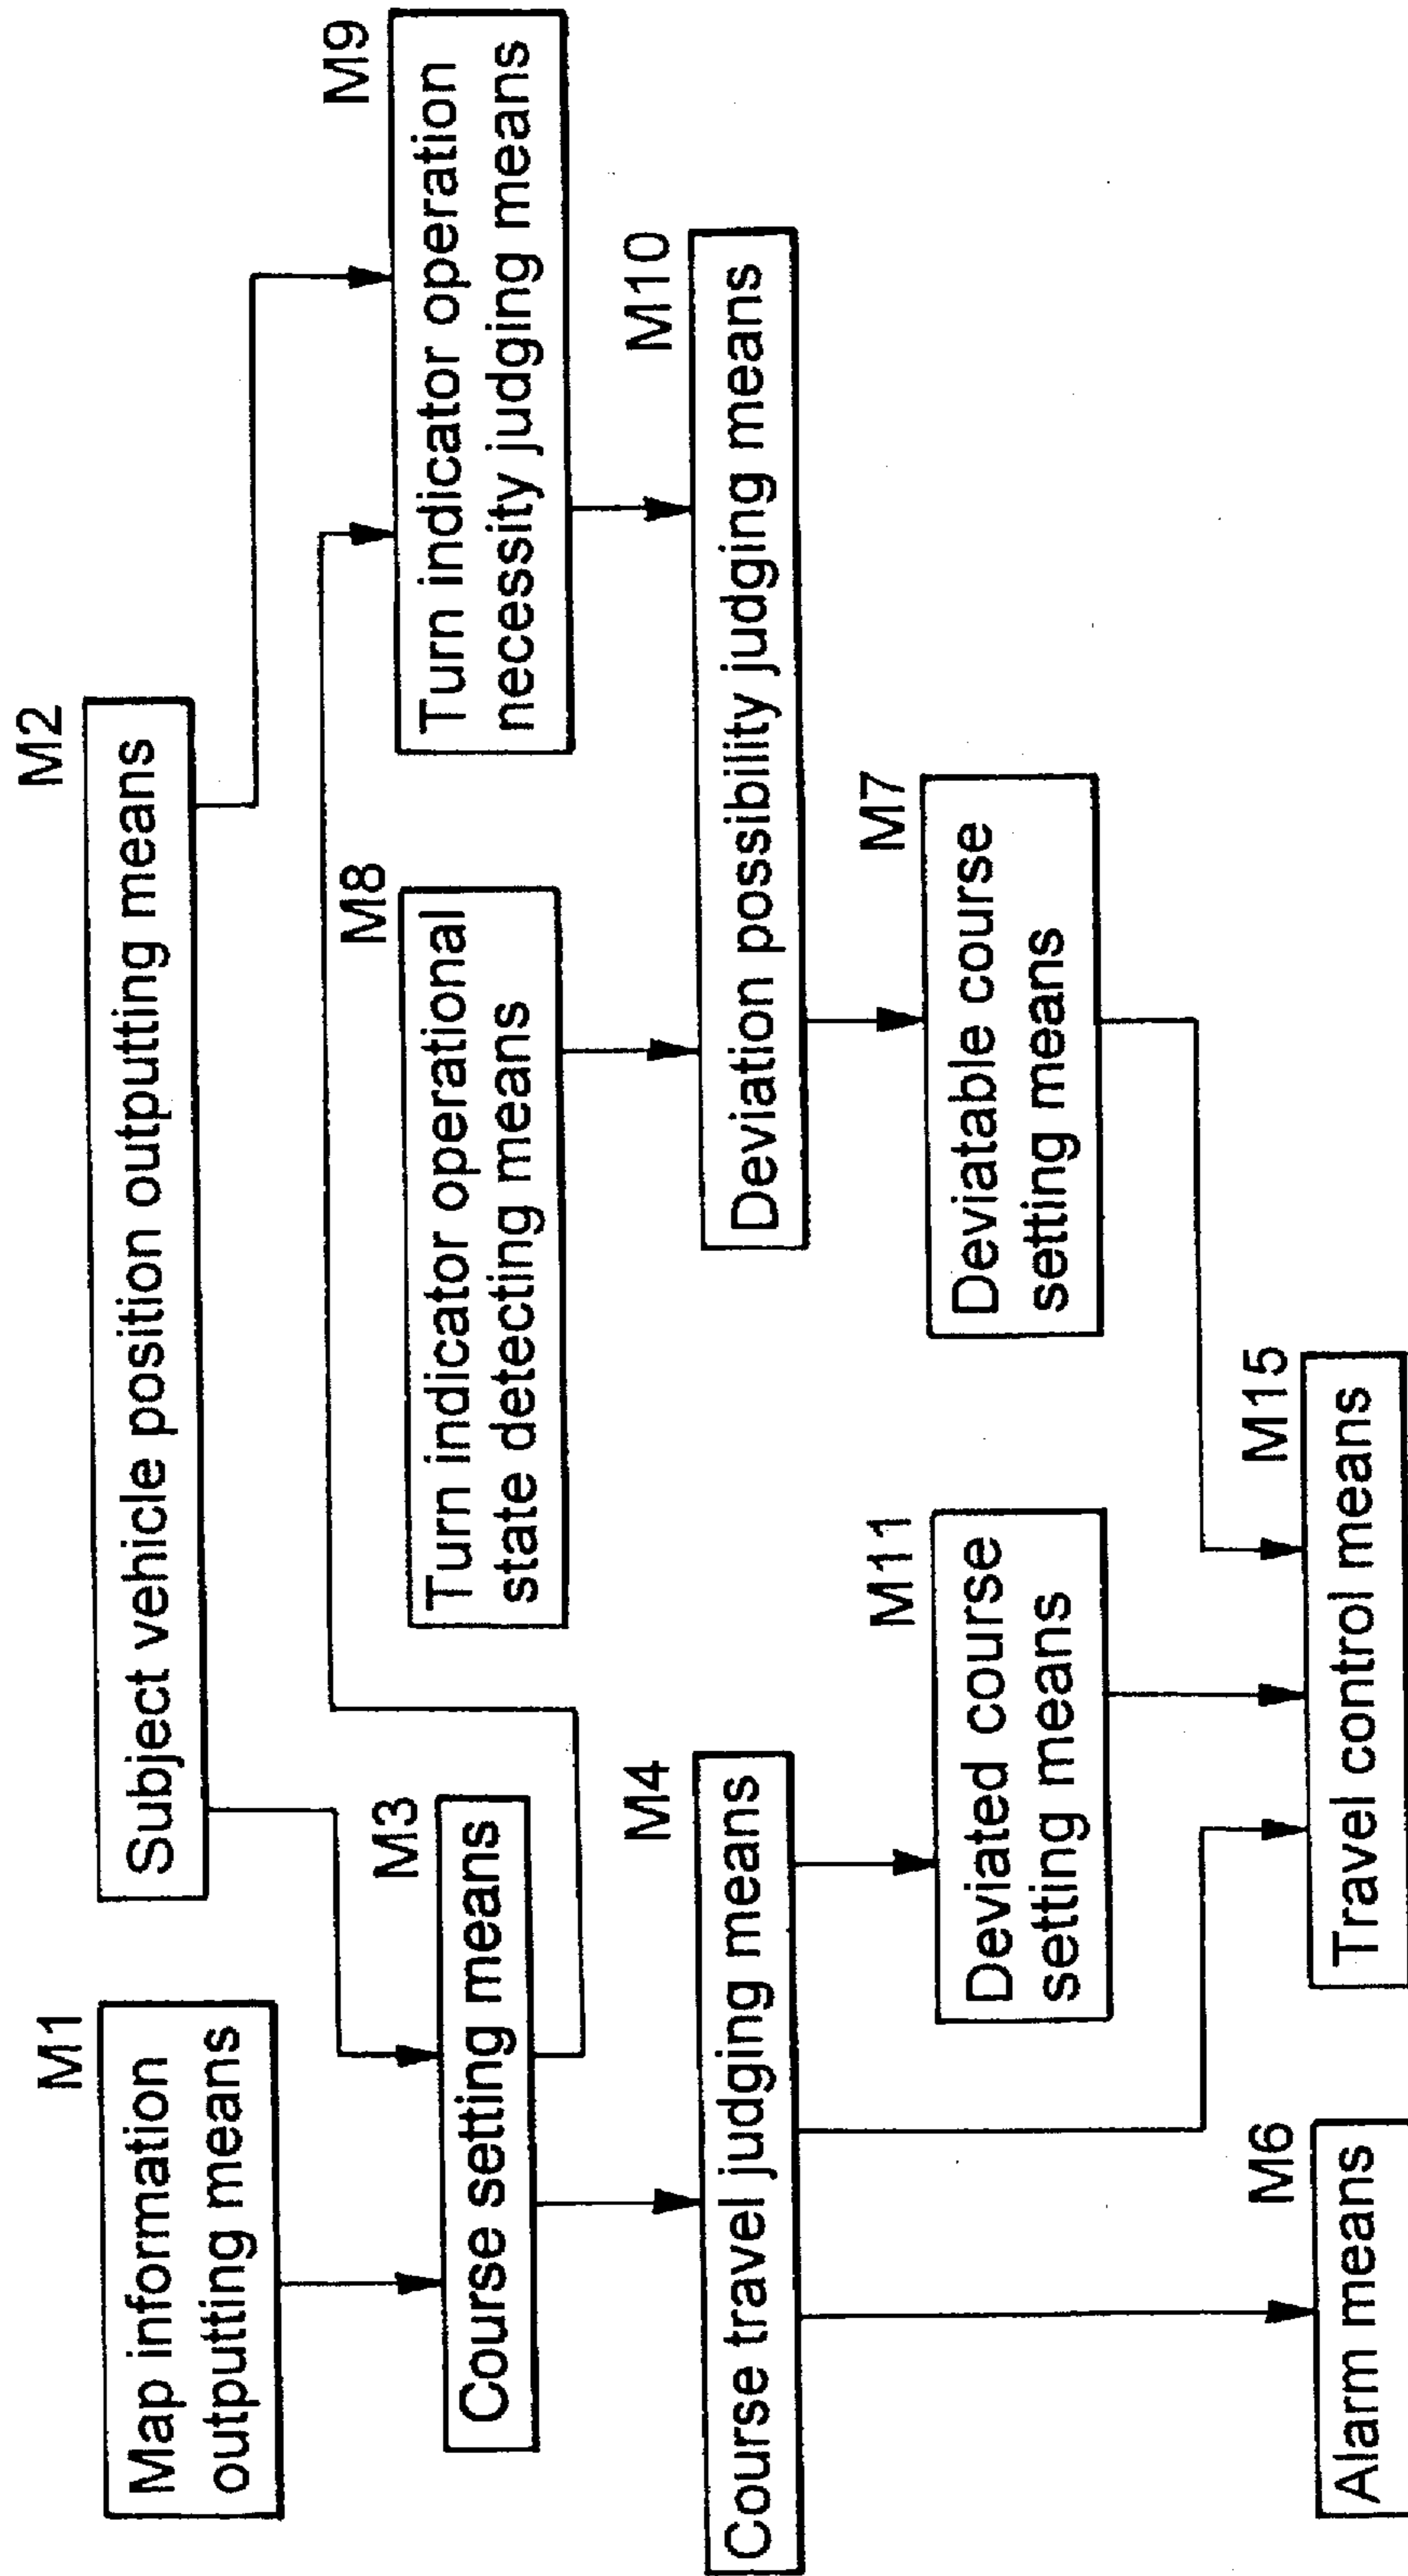 M1
Map information
outputting means
M2
Subject vehicle position outputting means
M3
Course setting means
M8
Turn indicator operational
state detecting means
M9
Turn indicator operation
necessity judging means
M4
Course travel judging means
M10
Deviation possibility judging means
M11
Deviated course
setting means
M7
Deviatable course
setting means
M6
Alarm means
M15
Travel control means